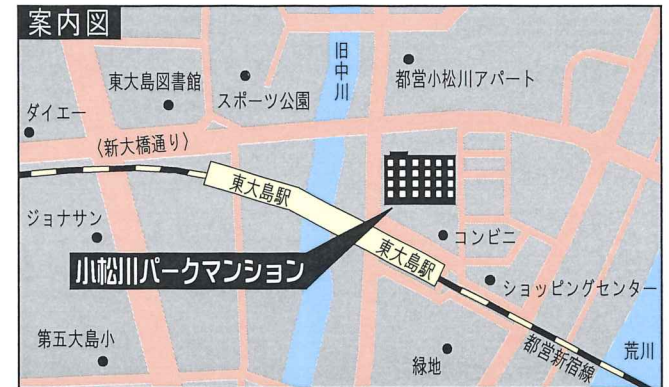 案内図
旧中川
東大島図書館
スポーツ公園
都営小松川アパート
ダイエー
〈新大橋通り〉
東大島駅
ジョナサン
小松川パークマンション
東大島駅
コンビニ
ショッピングセンター
第五大島小
緑地
都営新宿線
荒川